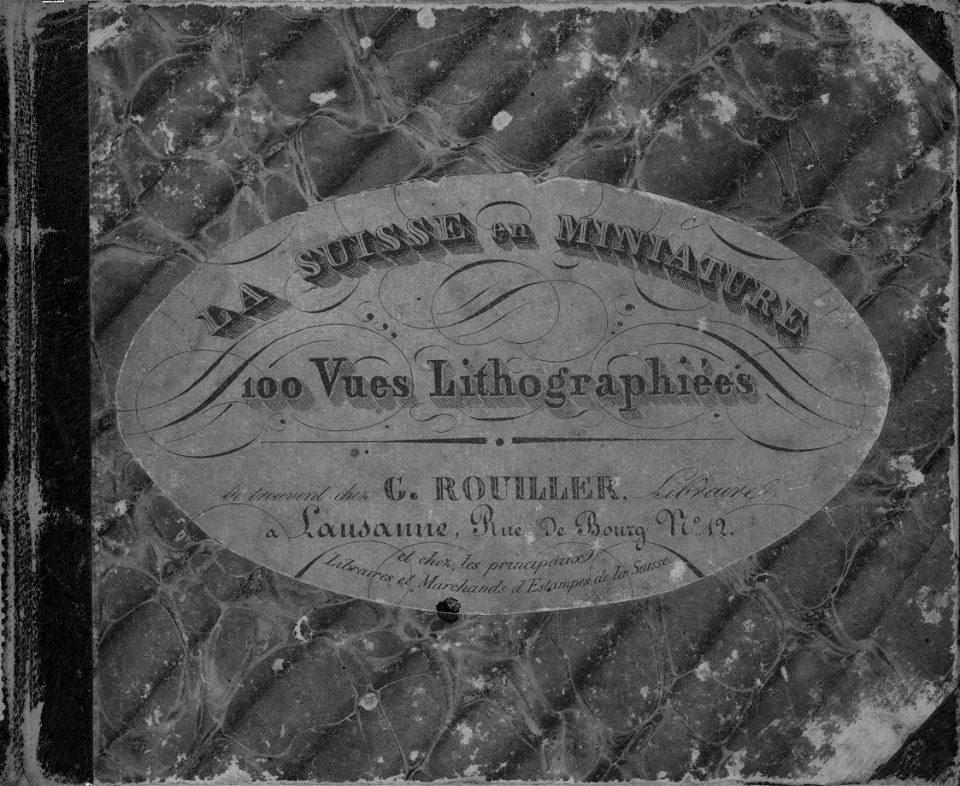 LA SUISSE en MINIATURE
100 Vues Lithographiées
Se trouvent chez G. ROUILLER, Libraire
a Lausanne, Rue de Bourg N.º 12.
et chez les principaux
Libraires et Marchands d'Estampes de la Suisse